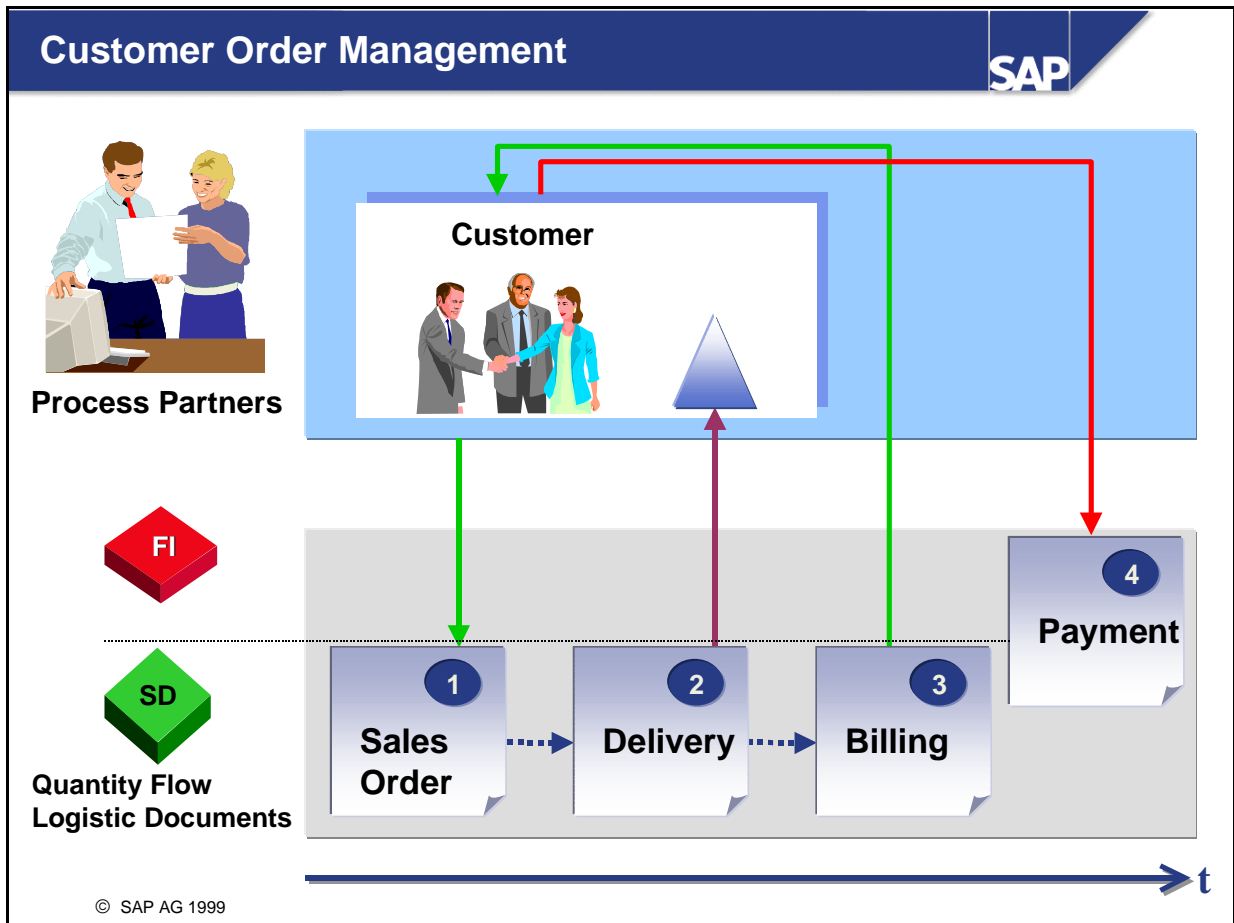 Customer Order Management
SAP
Customer
Process Partners
FI
4
Payment
SD
1
2
3
Sales
Order
Delivery
Billing
Quantity Flow
Logistic Documents
t
© SAP AG 1999